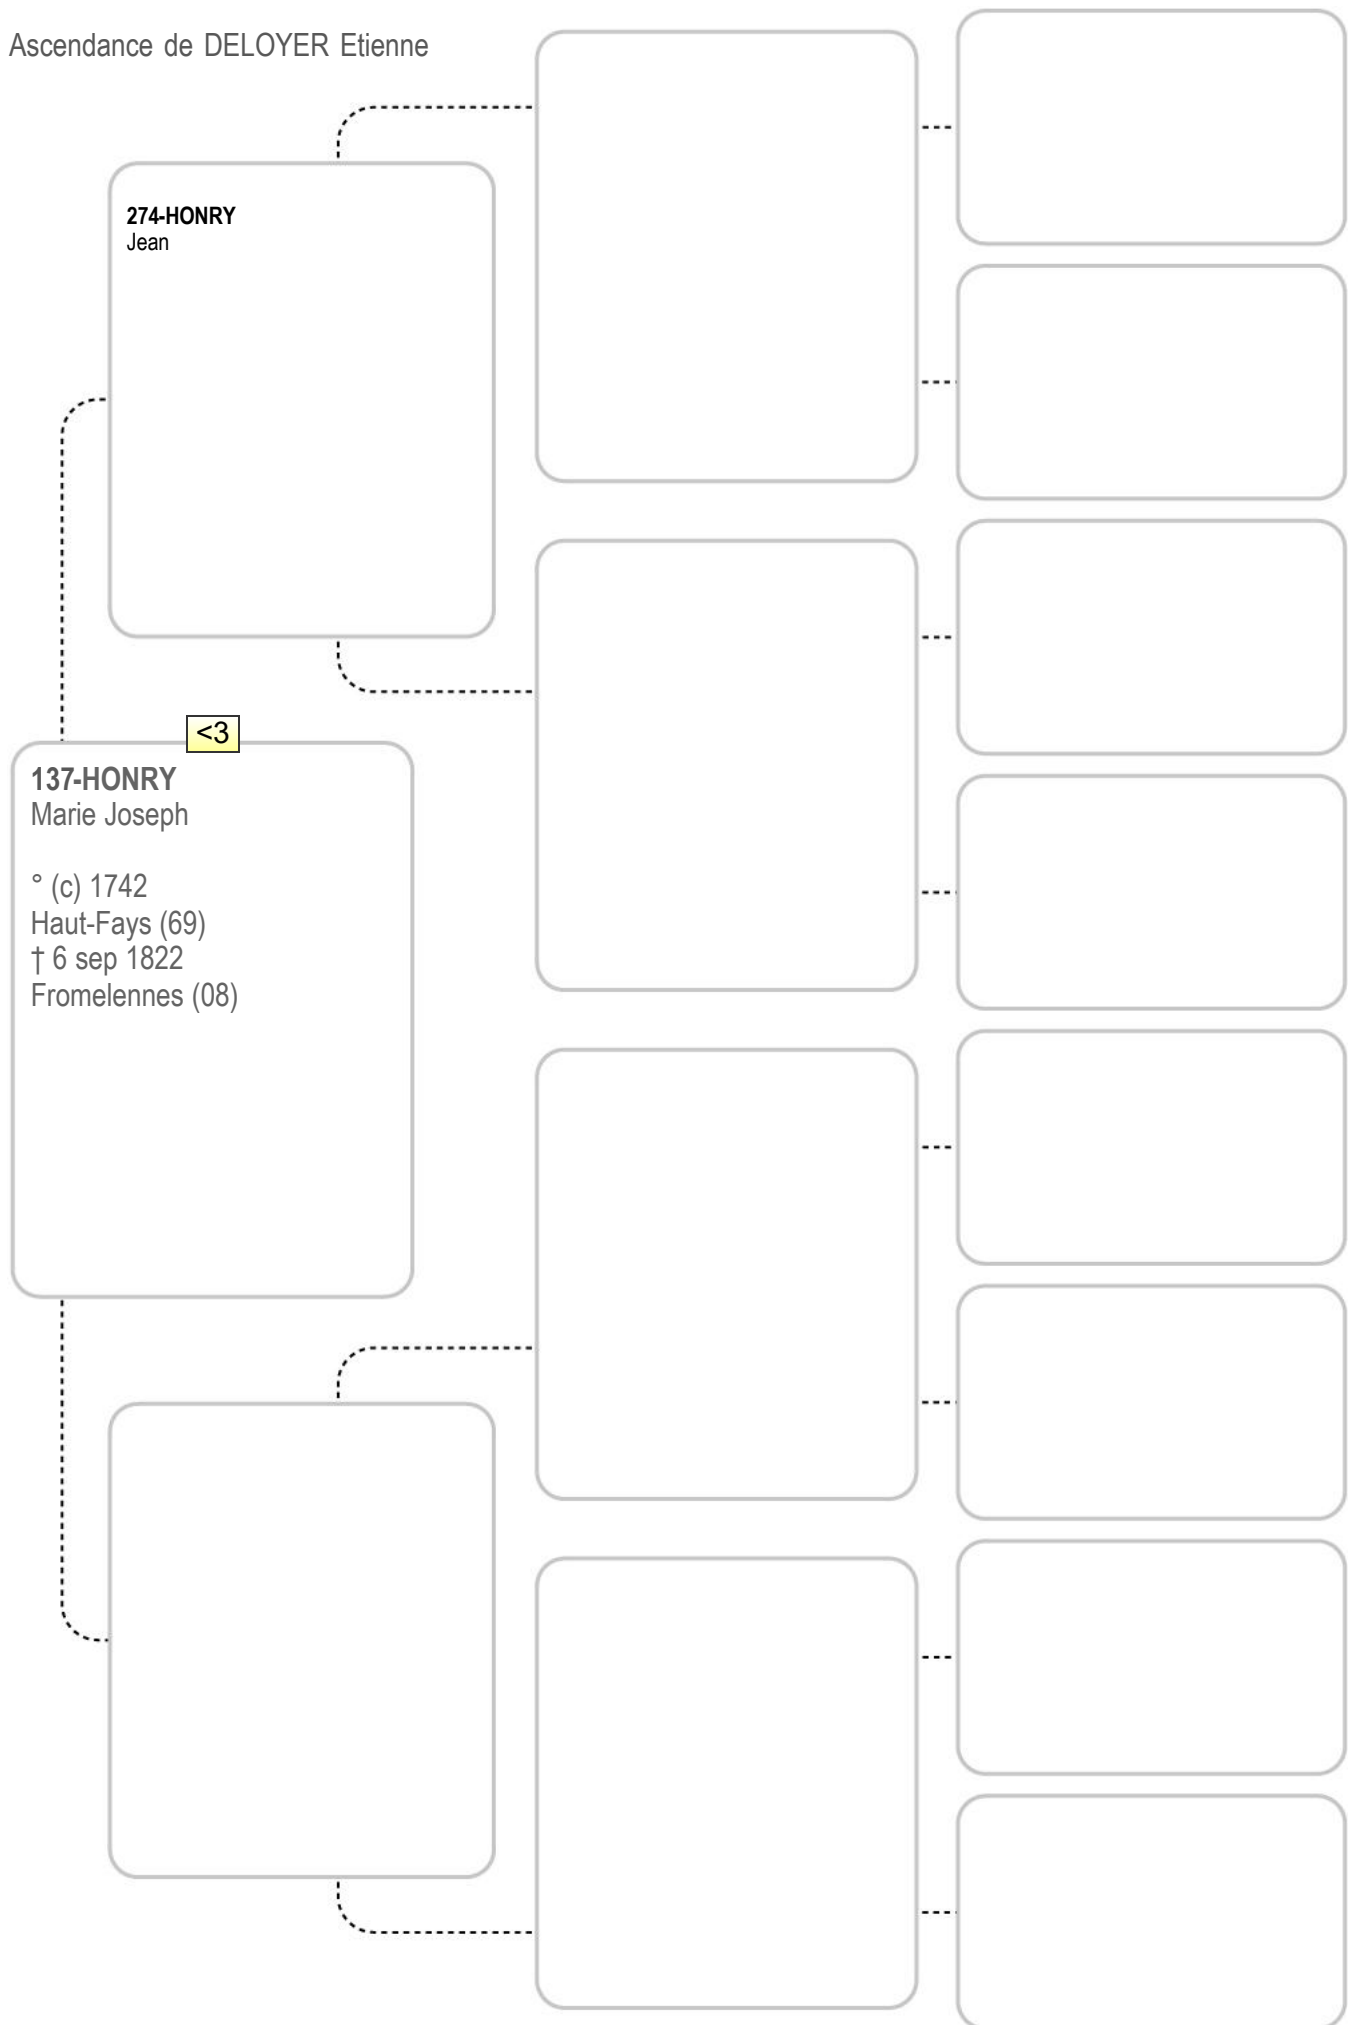 Ascendance de DELOYER Etienne
274-HONRY
Jean
<3
137-HONRY
Marie Joseph
° (c) 1742
Haut-Fays (69)
† 6 sep 1822
Fromelennes (08)